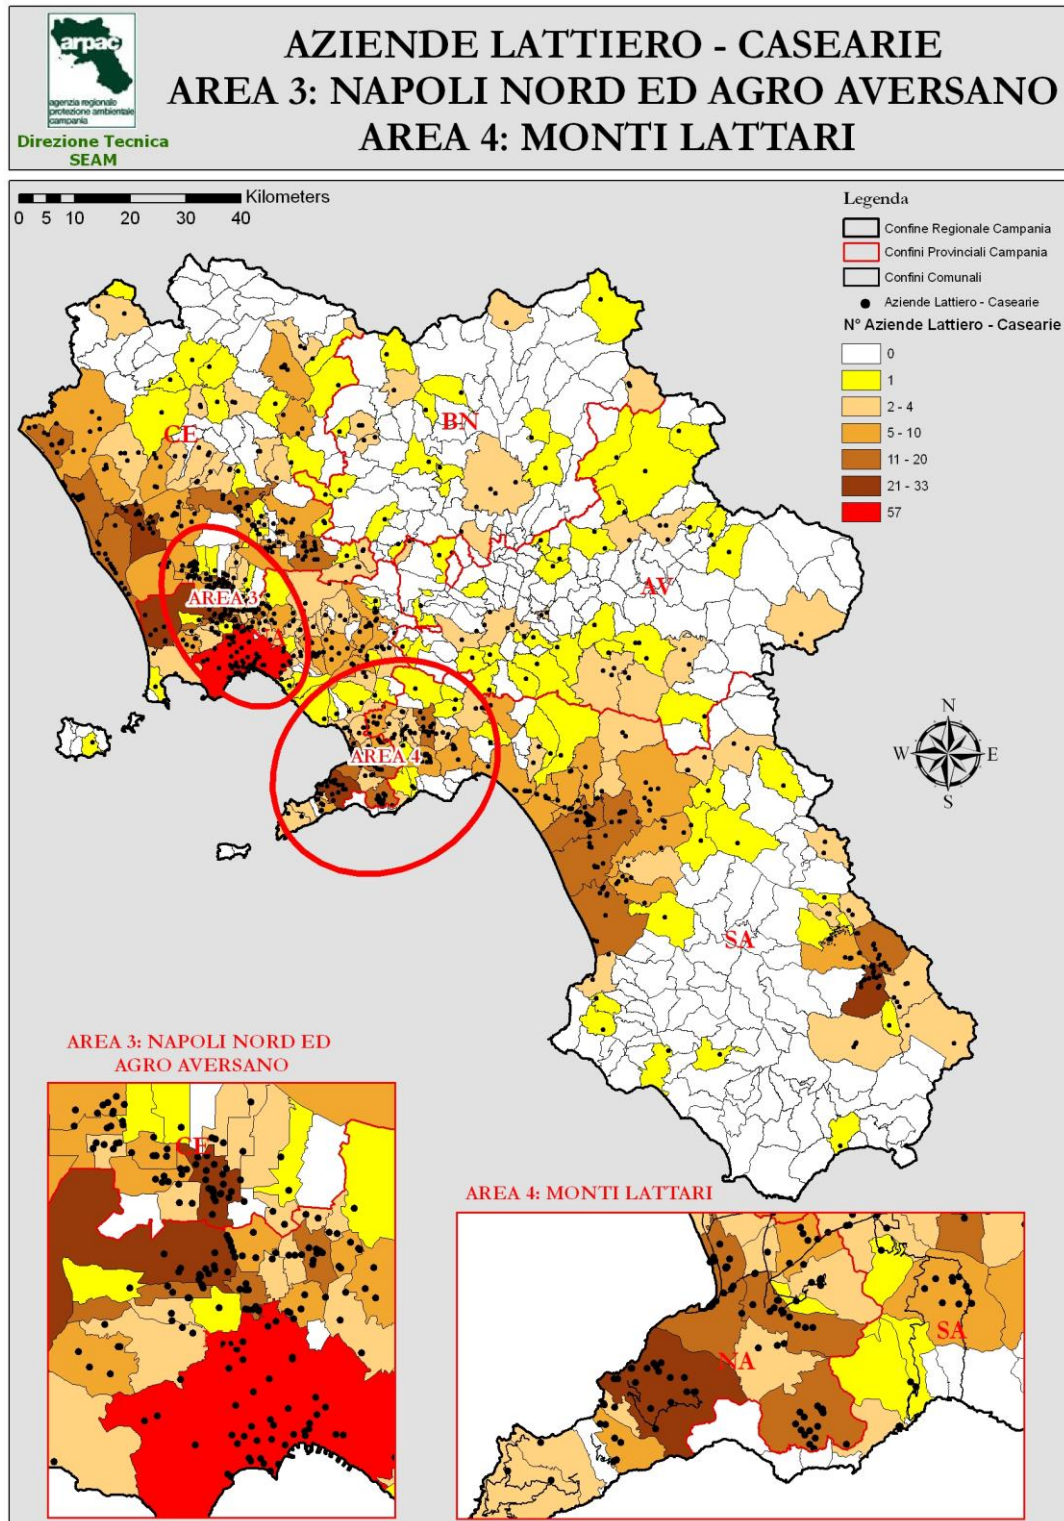 arpac
agenzia regionale
protezione ambientale
campania
Direzione Tecnica
SEAM
AZIENDE LATTIERO - CASEARIE
AREA 3: NAPOLI NORD ED AGRO AVERSANO
AREA 4: MONTI LATTARI
Kilometers
0 5 10 20 30 40
Legenda
Confine Regionale Campania
Confini Provinciali Campania
Confini Comunali
Aziende Lattiero - Casearie
N° Aziende Lattiero - Casearie
0
1
2 - 4
5 - 10
11 - 20
21 - 33
57
BN
CE
AV
AREA 3
AREA 4
N
W
E
S
SA
AREA 3: NAPOLI NORD ED
AGRO AVERSANO
CE
AREA 4: MONTI LATTARI
SA
NA